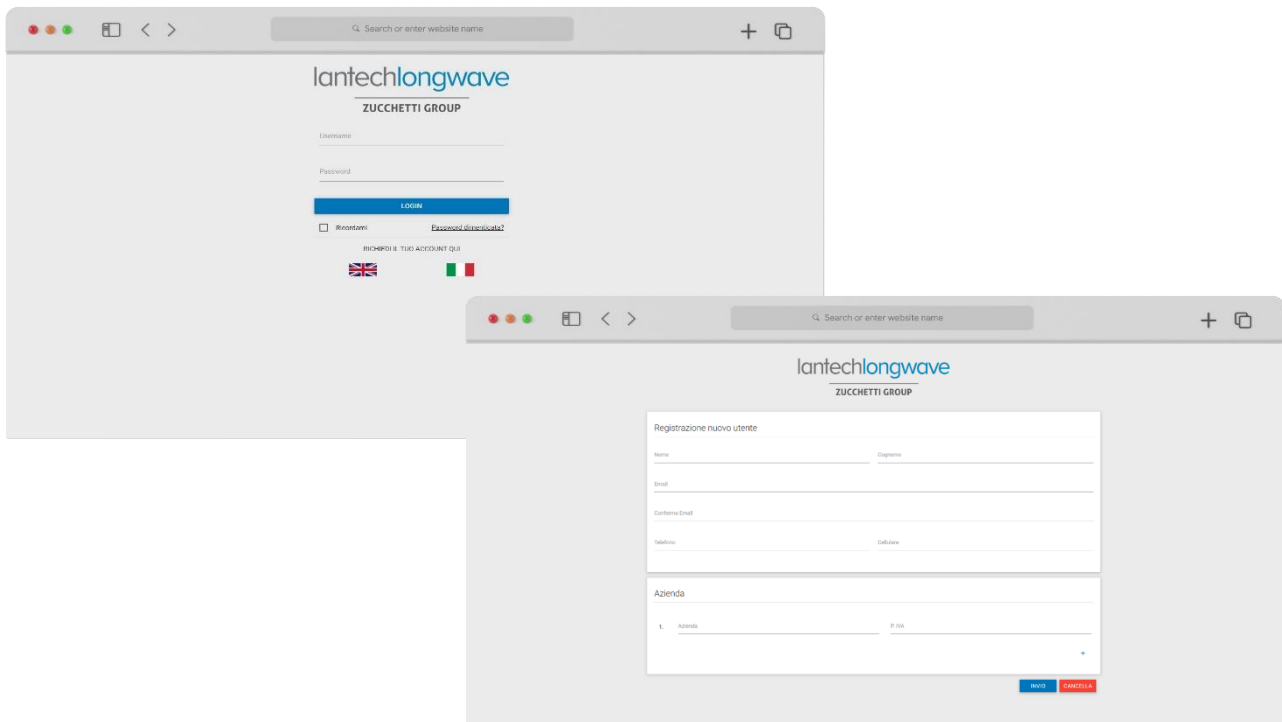 Search or enter website name
lantechlongwave
ZUCCHETTI GROUP
Username
Password
LOGIN
Ricordami Password dimenticata?
RICHIEDI IL TUO ACCOUNT QUI
Search or enter website name
lantechlongwave
ZUCCHETTI GROUP
Registrazione nuovo utente
Nome Cognome
Email
Conferma Email
Telefono Cellulare
Azienda
1. Azienda P. IVA
+
INVIO CANCELLA